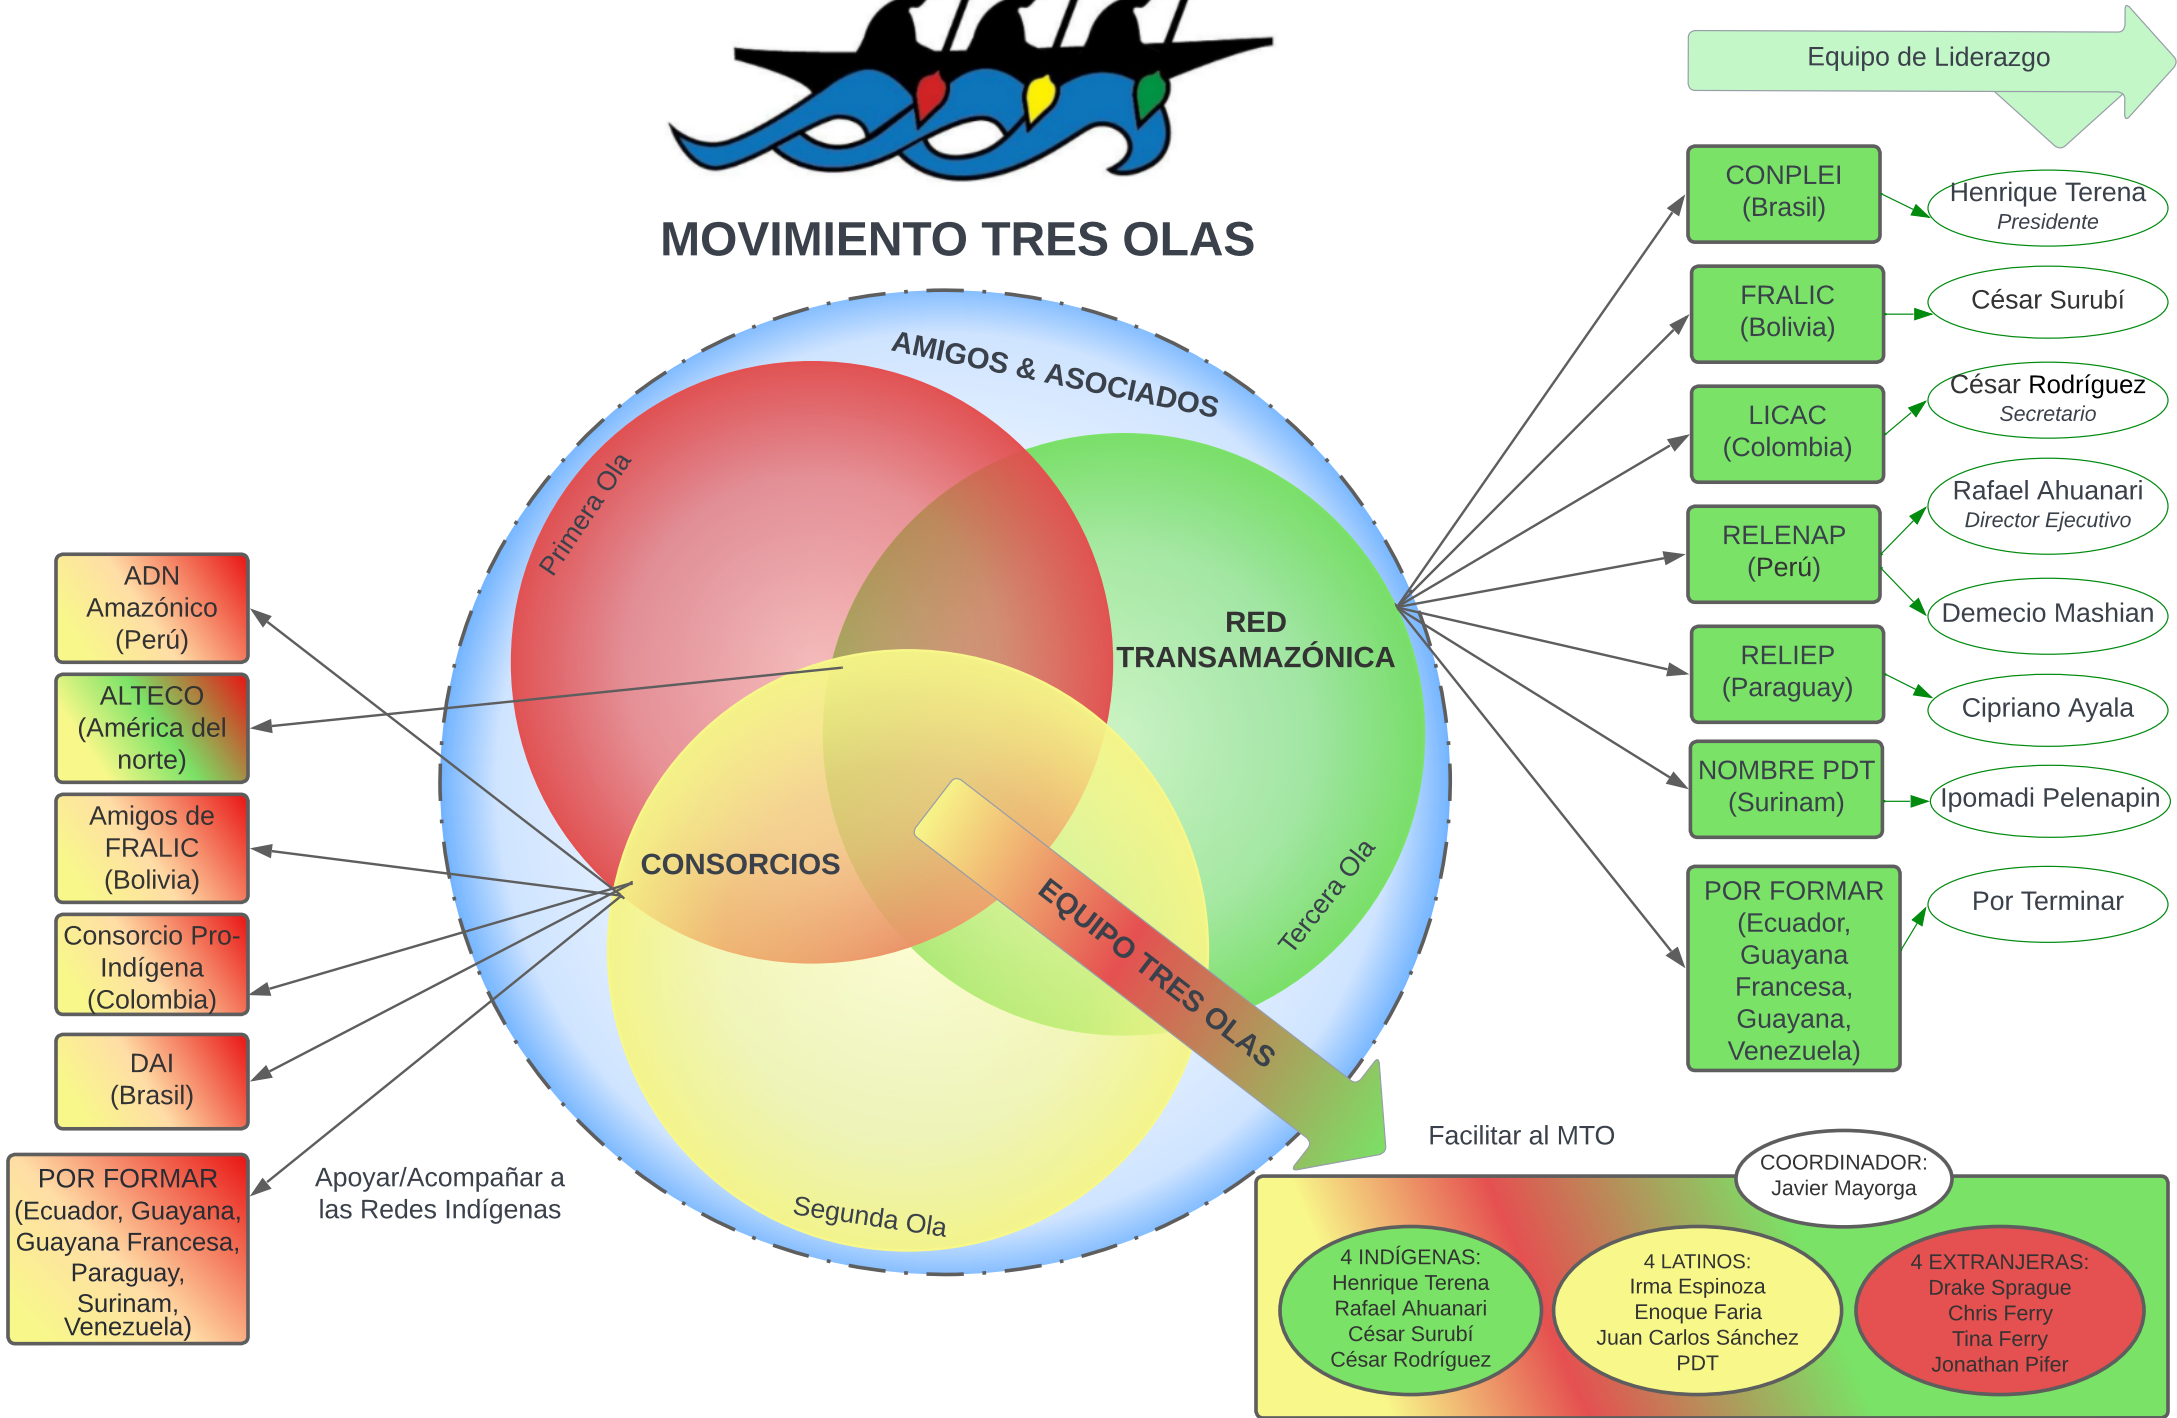 MOVIMIENTO TRES OLAS
AMIGOS & ASOCIADOS
Primera Ola
RED
TRANSAMAZÓNICA
CONSORCIOS
Tercera Ola
EQUIPO TRES OLAS
Segunda Ola
ADN
Amazónico
(Perú)
ALTECO
(América del
norte)
Amigos de
FRALIC
(Bolivia)
Consorcio Pro-
Indígena
(Colombia)
DAI
(Brasil)
POR FORMAR
(Ecuador, Guayana,
Guayana Francesa,
Paraguay,
Surinam,
Venezuela)
Apoyar/Acompañar a
las Redes Indígenas
Equipo de Liderazgo
CONPLEI
(Brasil)
Henrique Terena
Presidente
FRALIC
(Bolivia)
César Surubí
LICAC
(Colombia)
César Rodríguez
Secretario
RELENAP
(Perú)
Rafael Ahuanari
Director Ejecutivo
Demecio Mashian
RELIEP
(Paraguay)
Cipriano Ayala
NOMBRE PDT
(Surinam)
Ipomadi Pelenapin
POR FORMAR
(Ecuador,
Guayana
Francesa,
Guayana,
Venezuela)
Por Terminar
Facilitar al MTO
COORDINADOR:
Javier Mayorga
4 INDÍGENAS:
Henrique Terena
Rafael Ahuanari
César Surubí
César Rodríguez
4 LATINOS:
Irma Espinoza
Enoque Faria
Juan Carlos Sánchez
PDT
4 EXTRANJERAS:
Drake Sprague
Chris Ferry
Tina Ferry
Jonathan Pifer